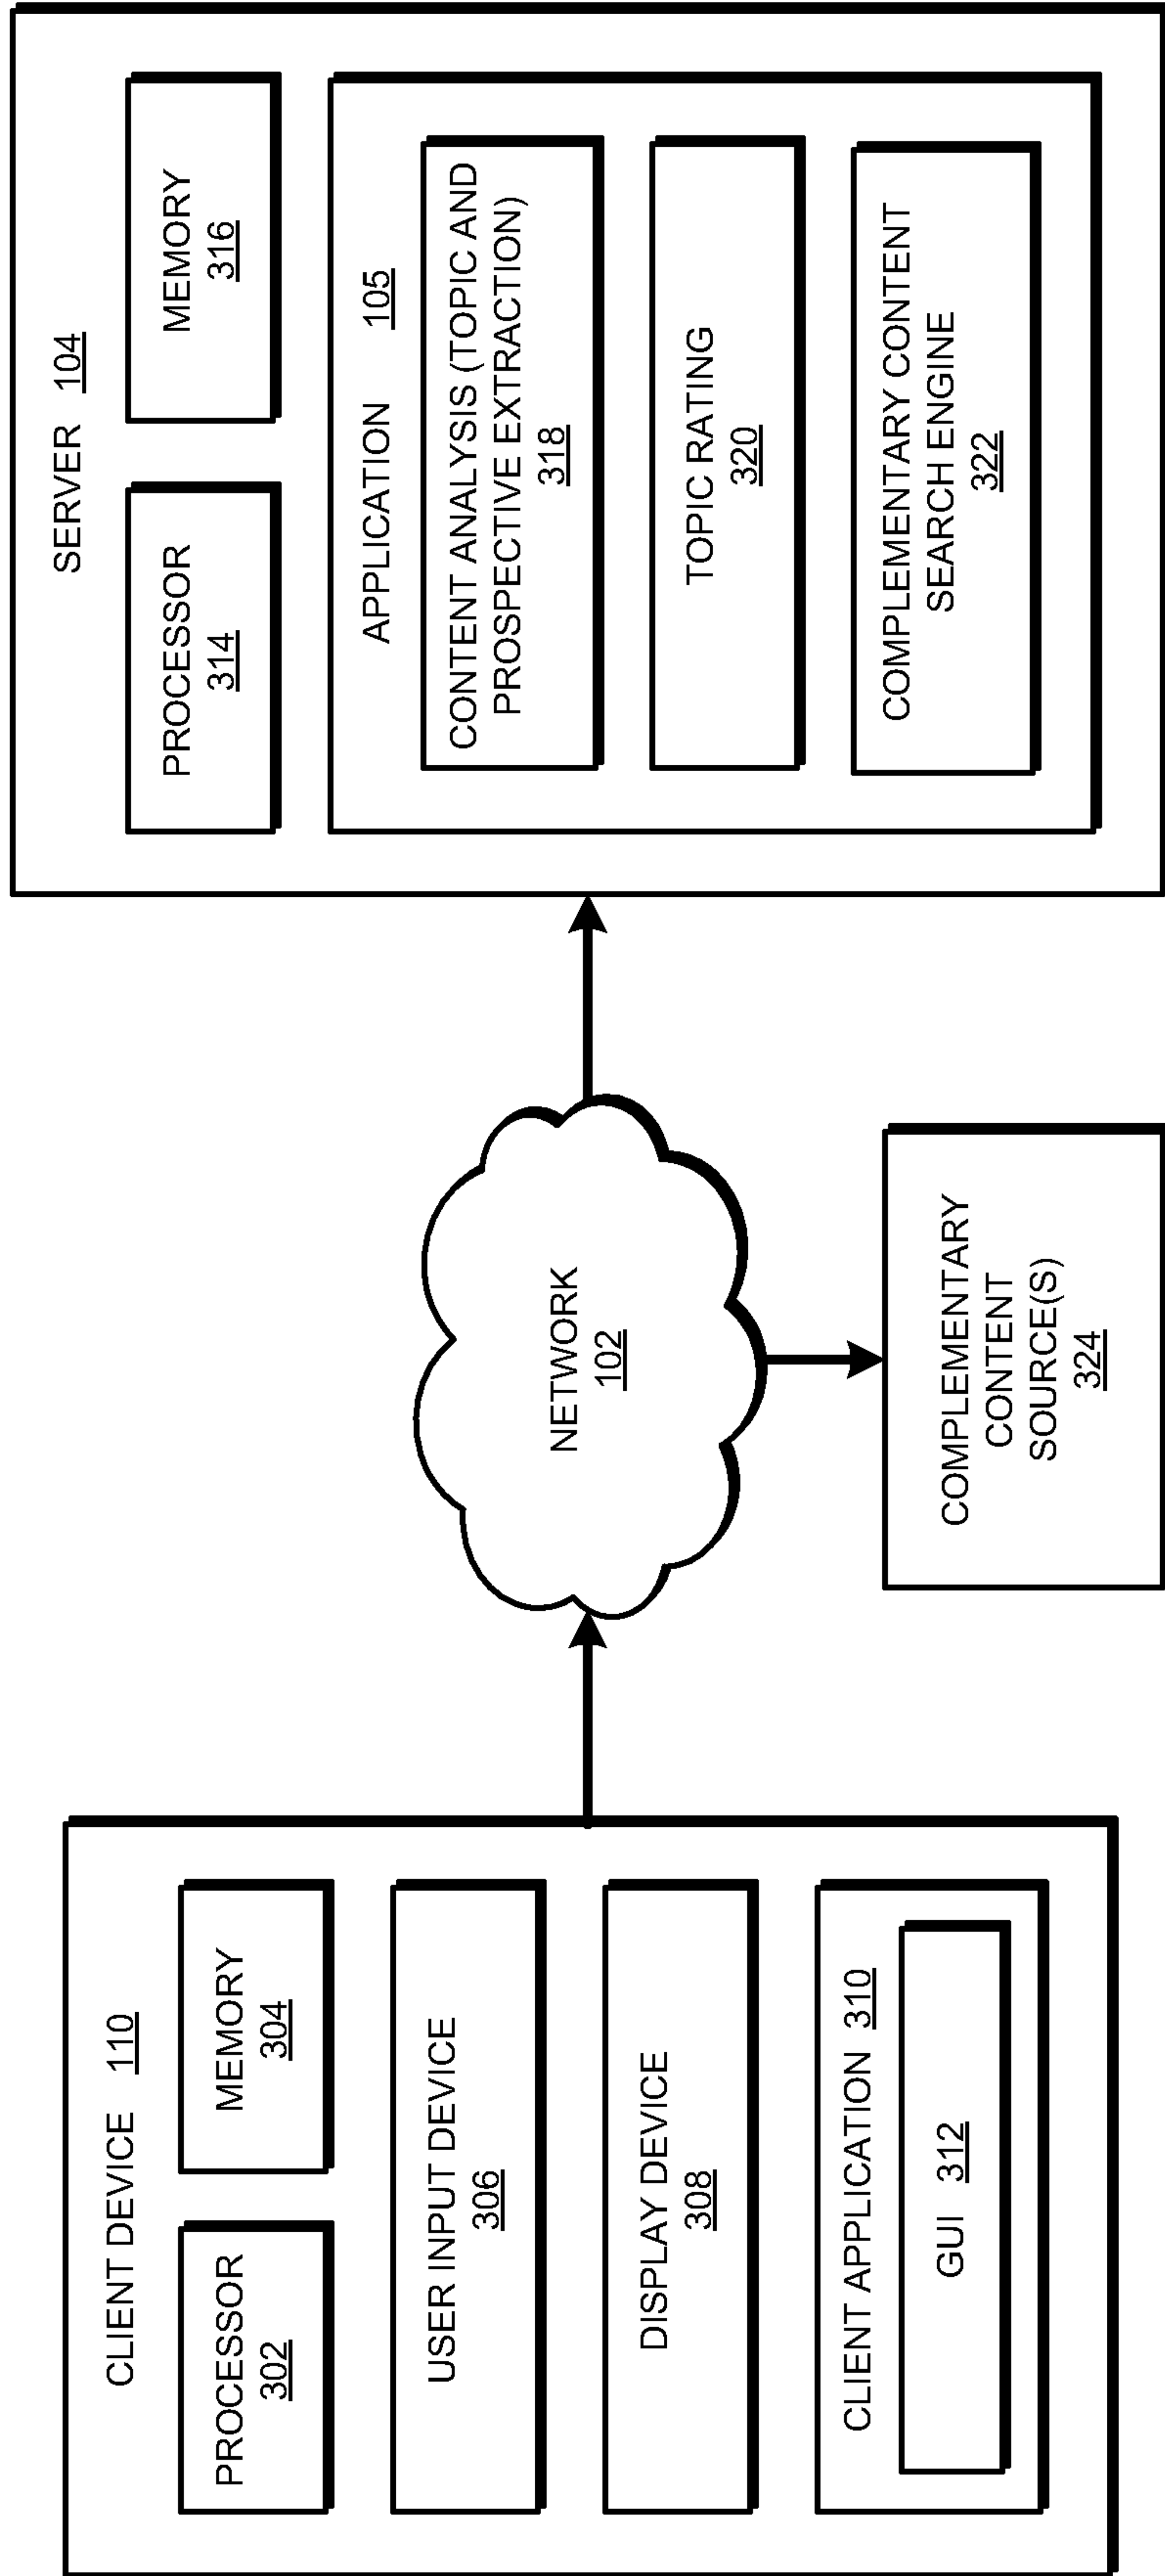 CLIENT DEVICE 110
PROCESSOR
302
MEMORY
304
USER INPUT DEVICE
306
DISPLAY DEVICE
308
CLIENT APPLICATION 310
GUI 312
NETWORK
102
COMPLEMENTARY
CONTENT
SOURCE(S)
324
SERVER 104
PROCESSOR
314
MEMORY
316
APPLICATION 105
CONTENT ANALYSIS (TOPIC AND
PROSPECTIVE EXTRACTION)
318
TOPIC RATING
320
COMPLEMENTARY CONTENT
SEARCH ENGINE
322